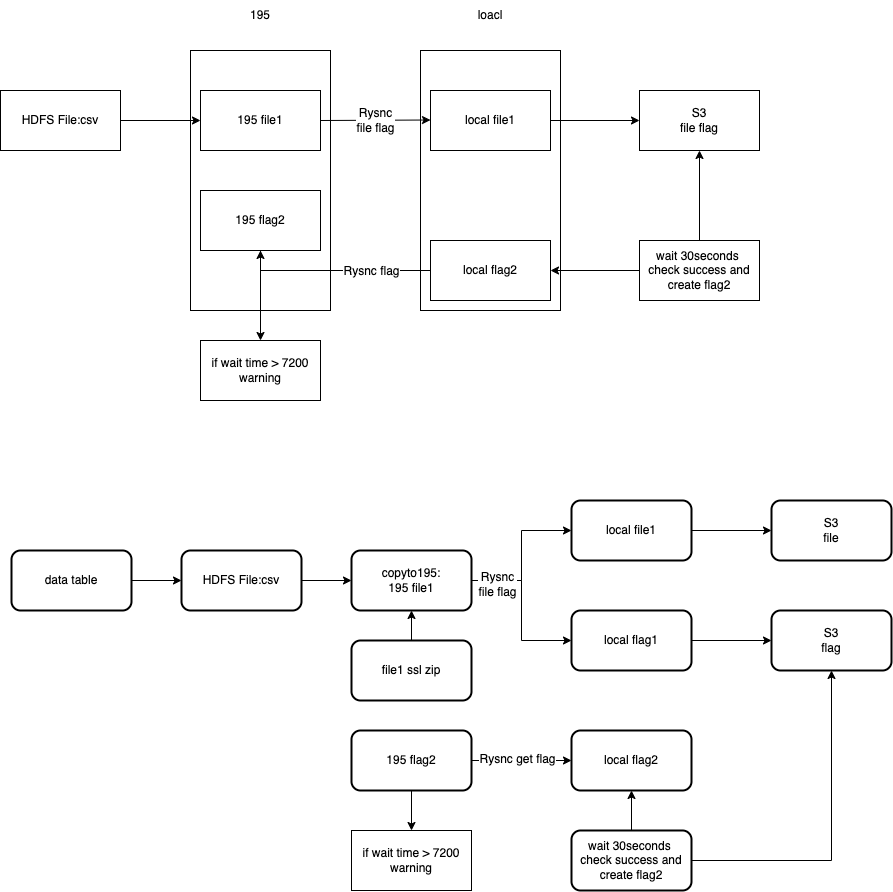 195
loacl
HDFS File:csv
195 file1
Rysnc
file flag
local file1
S3
file flag
195 flag2
Rysnc flag
local flag2
wait 30seconds
check success and
create flag2
if wait time > 7200
warning
data table
HDFS File:csv
copyto195:
195 file1
Rysnc
file flag
local file1
S3
file
local flag1
S3
flag
file1 ssl zip
195 flag2
Rysnc get flag
local flag2
if wait time > 7200
warning
wait 30seconds
check success and
create flag2